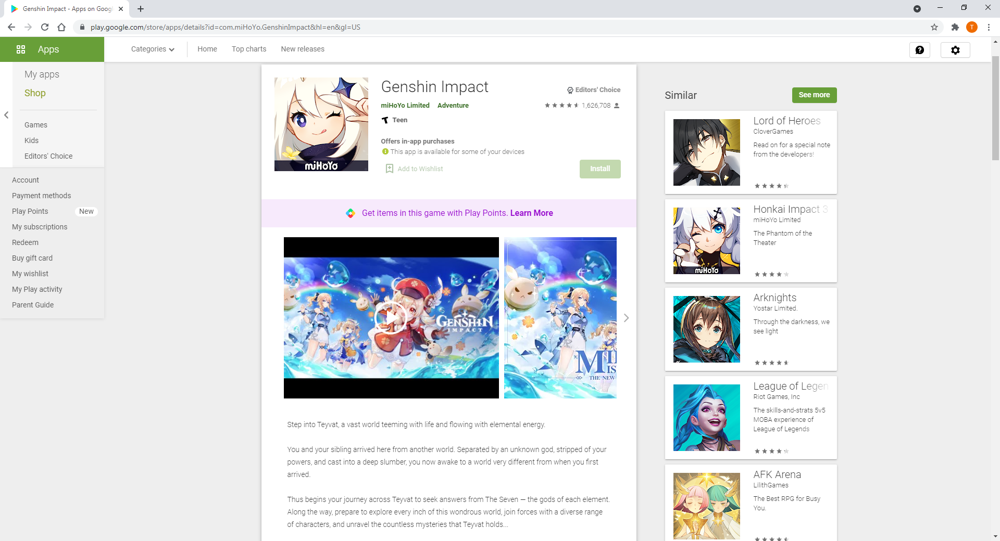 Genshin Impact - Apps on Goog
play.google.com/store/apps/details?id=com.miHoYo.GenshinImpact&hl=en&gl=US
T
Apps
Categories
Home
Top charts
New releases
My apps
Shop
Games
Kids
Editors' Choice
Account
Payment methods
Play Points
New
My subscriptions
Redeem
Buy gift card
My wishlist
My Play activity
Parent Guide
miHoYo
Genshin Impact
Editors' Choice
miHoYo Limited
Adventure
1,626,708
Teen
Offers in-app purchases
This app is available for some of your devices
Add to Wishlist
Install
Get items in this game with Play Points. Learn More
GENSHIN
IMPACT
MI
IS
THE NEW
Step into Teyvat, a vast world teeming with life and flowing with elemental energy.
You and your sibling arrived here from another world. Separated by an unknown god, stripped of your
powers, and cast into a deep slumber, you now awake to a world very different from when you first
arrived.
Thus begins your journey across Teyvat to seek answers from The Seven — the gods of each element.
Along the way, prepare to explore every inch of this wondrous world, join forces with a diverse range
of characters, and unravel the countless mysteries that Teyvat holds...
Similar
See more
Lord of Heroes
CloverGames
Read on for a special note
from the developers!
miHoYo
Honkai Impact 3
miHoYo Limited
The Phantom of the
Theater
Arknights
Yostar Limited.
Through the darkness, we
see light
League of Legen
Riot Games, Inc
The skills-and-strats 5v5
MOBA experience of
League of Legends
AFK Arena
LilithGames
The Best RPG for Busy
You.